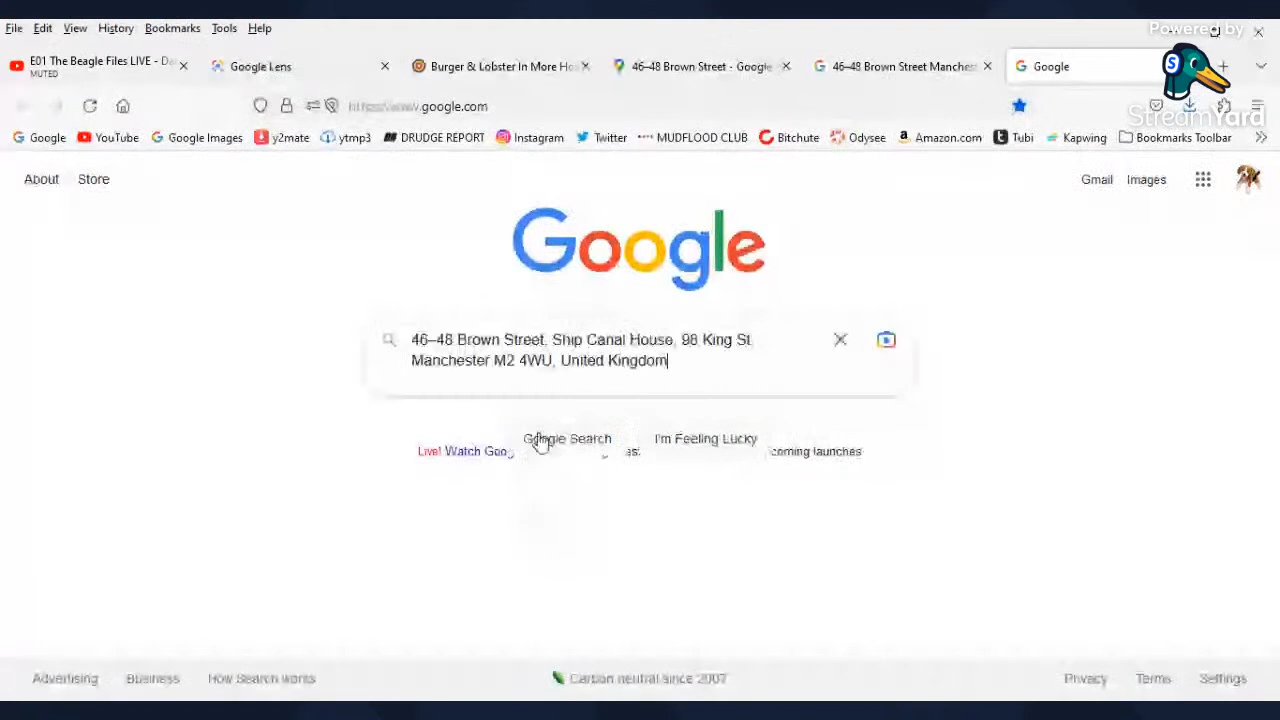 Powered by
StreamYard
File Edit View History Bookmarks Tools Help
E01 The Beagle Files LIVE - Da
MUTED
Google Lens
Burger & Lobster In More Ho
46–48 Brown Street - Google
46–48 Brown Street Manches
Google
https://www.google.com
Google YouTube Google Images y2mate ytmp3 DRUDGE REPORT Instagram Twitter MUDFLOOD CLUB Bitchute Odysee Amazon.com Tubi Kapwing Bookmarks Toolbar
About Store Gmail Images
Google
46–48 Brown Street, Ship Canal House, 98 King St,
Manchester M2 4WU, United Kingdom
Google Search I'm Feeling Lucky
Live! Watch Goog coming launches
Advertising Business How Search works Carbon neutral since 2007 Privacy Terms Settings